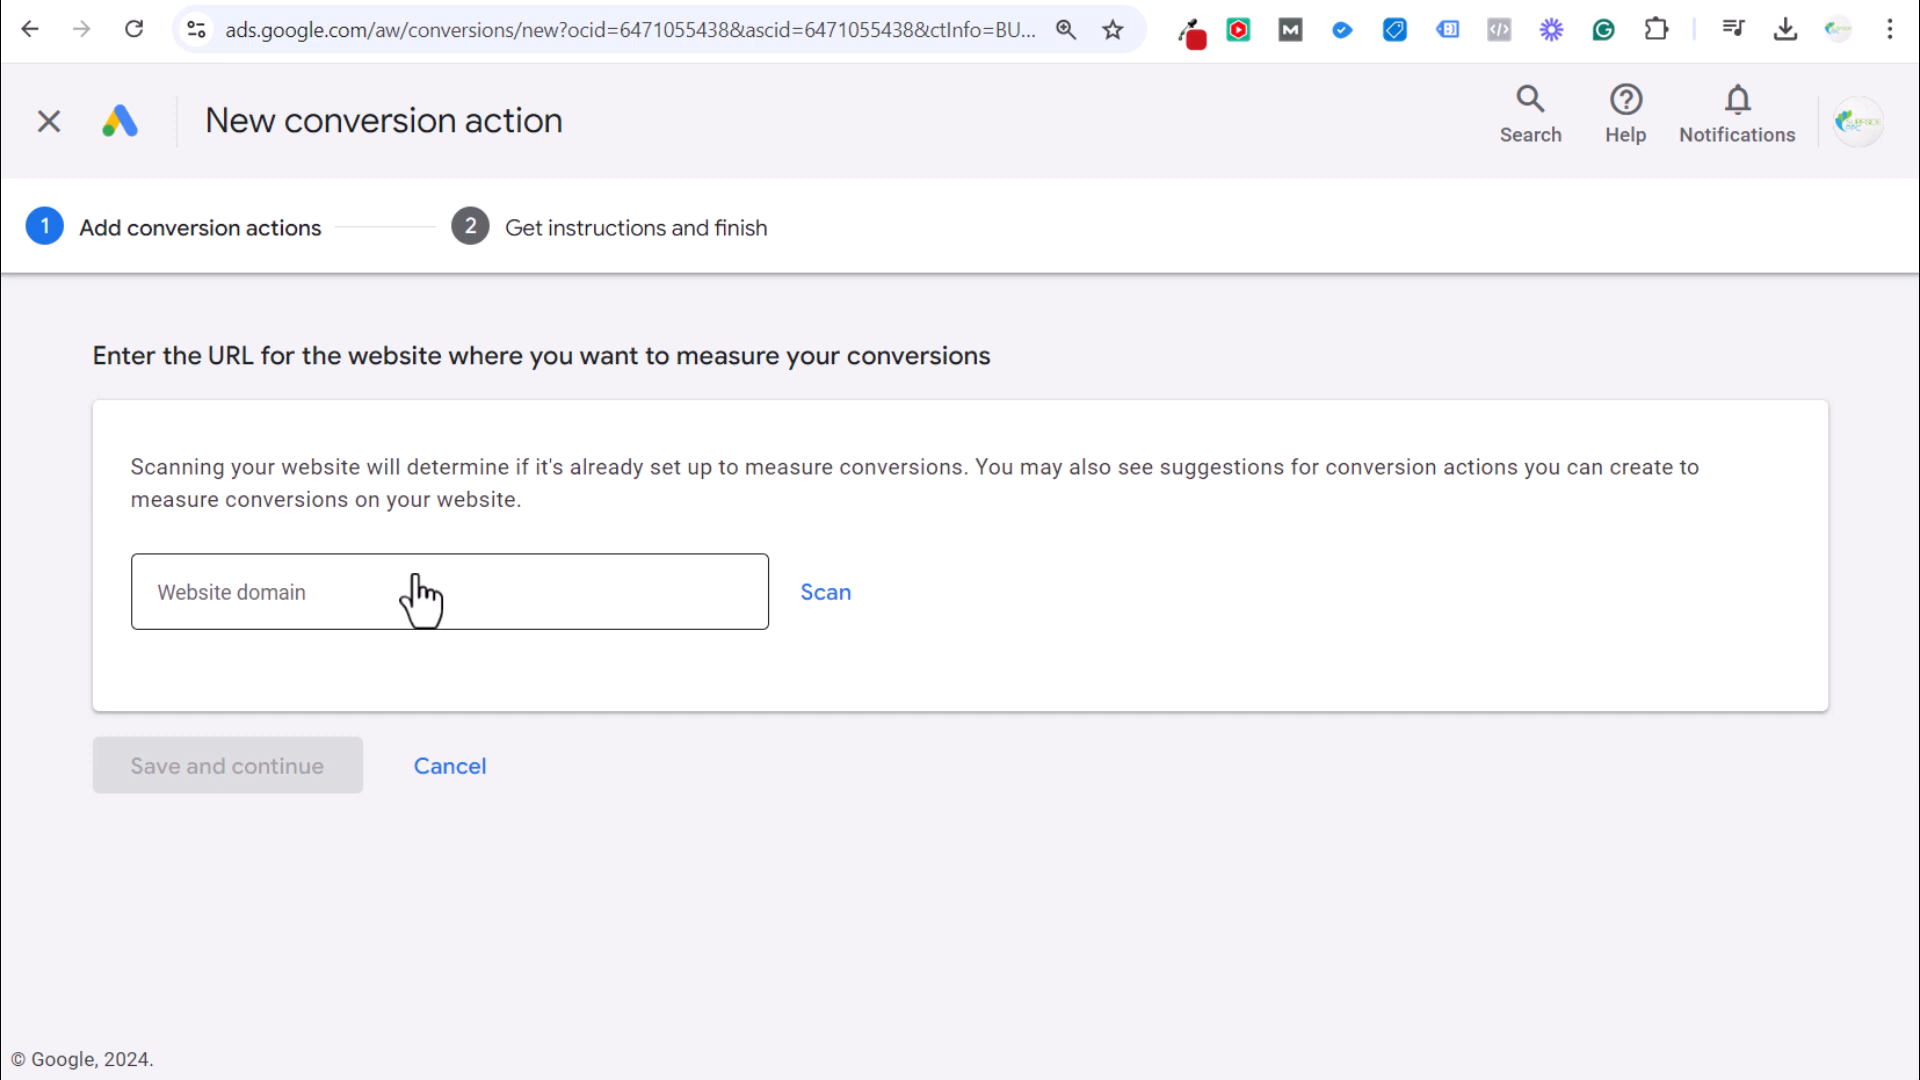 ads.google.com/aw/conversions/new?ocid=6471055438&ascid=6471055438&ctInfo=BU...
New conversion action
Search
Help
Notifications
1 Add conversion actions
2 Get instructions and finish
Enter the URL for the website where you want to measure your conversions
Scanning your website will determine if it's already set up to measure conversions. You may also see suggestions for conversion actions you can create to
measure conversions on your website.
Website domain
Scan
Save and continue
Cancel
© Google, 2024.